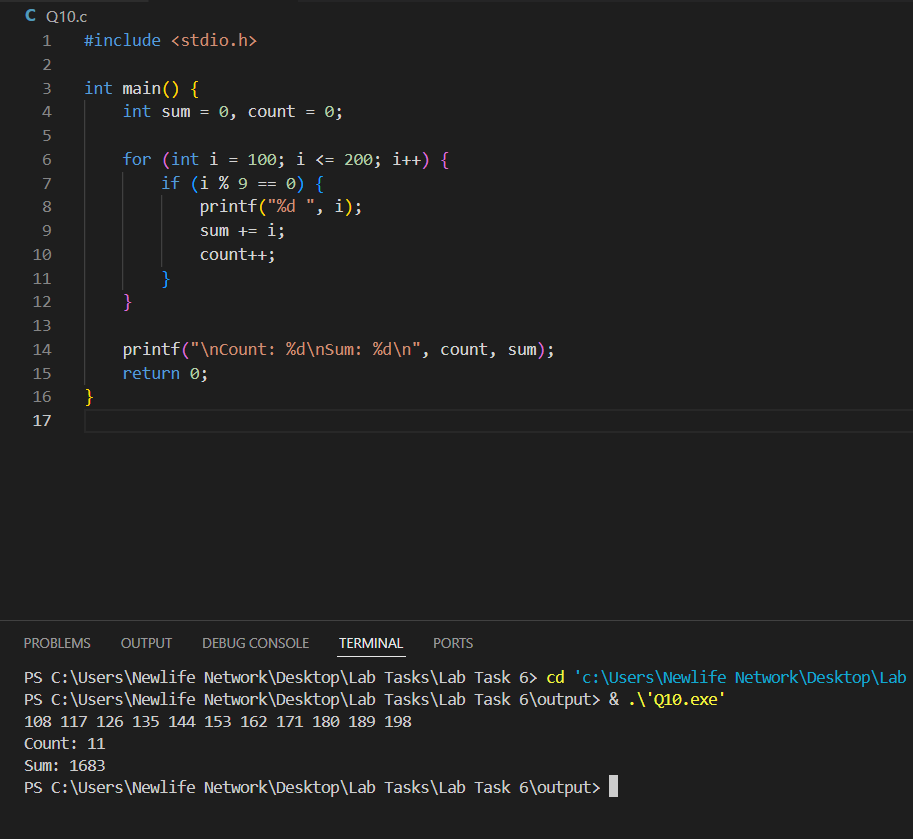 C Q10.c
1 #include <stdio.h>
2
3 int main() {
4     int sum = 0, count = 0;
5
6     for (int i = 100; i <= 200; i++) {
7         if (i % 9 == 0) {
8             printf("%d ", i);
9             sum += i;
10             count++;
11         }
12     }
13
14     printf("\nCount: %d\nSum: %d\n", count, sum);
15     return 0;
16 }
17
PROBLEMS OUTPUT DEBUG CONSOLE TERMINAL PORTS
PS C:\Users\Newlife Network\Desktop\Lab Tasks\Lab Task 6> cd 'c:\Users\Newlife Network\Desktop\Lab
PS C:\Users\Newlife Network\Desktop\Lab Tasks\Lab Task 6\output> & .\'Q10.exe'
108 117 126 135 144 153 162 171 180 189 198
Count: 11
Sum: 1683
PS C:\Users\Newlife Network\Desktop\Lab Tasks\Lab Task 6\output>